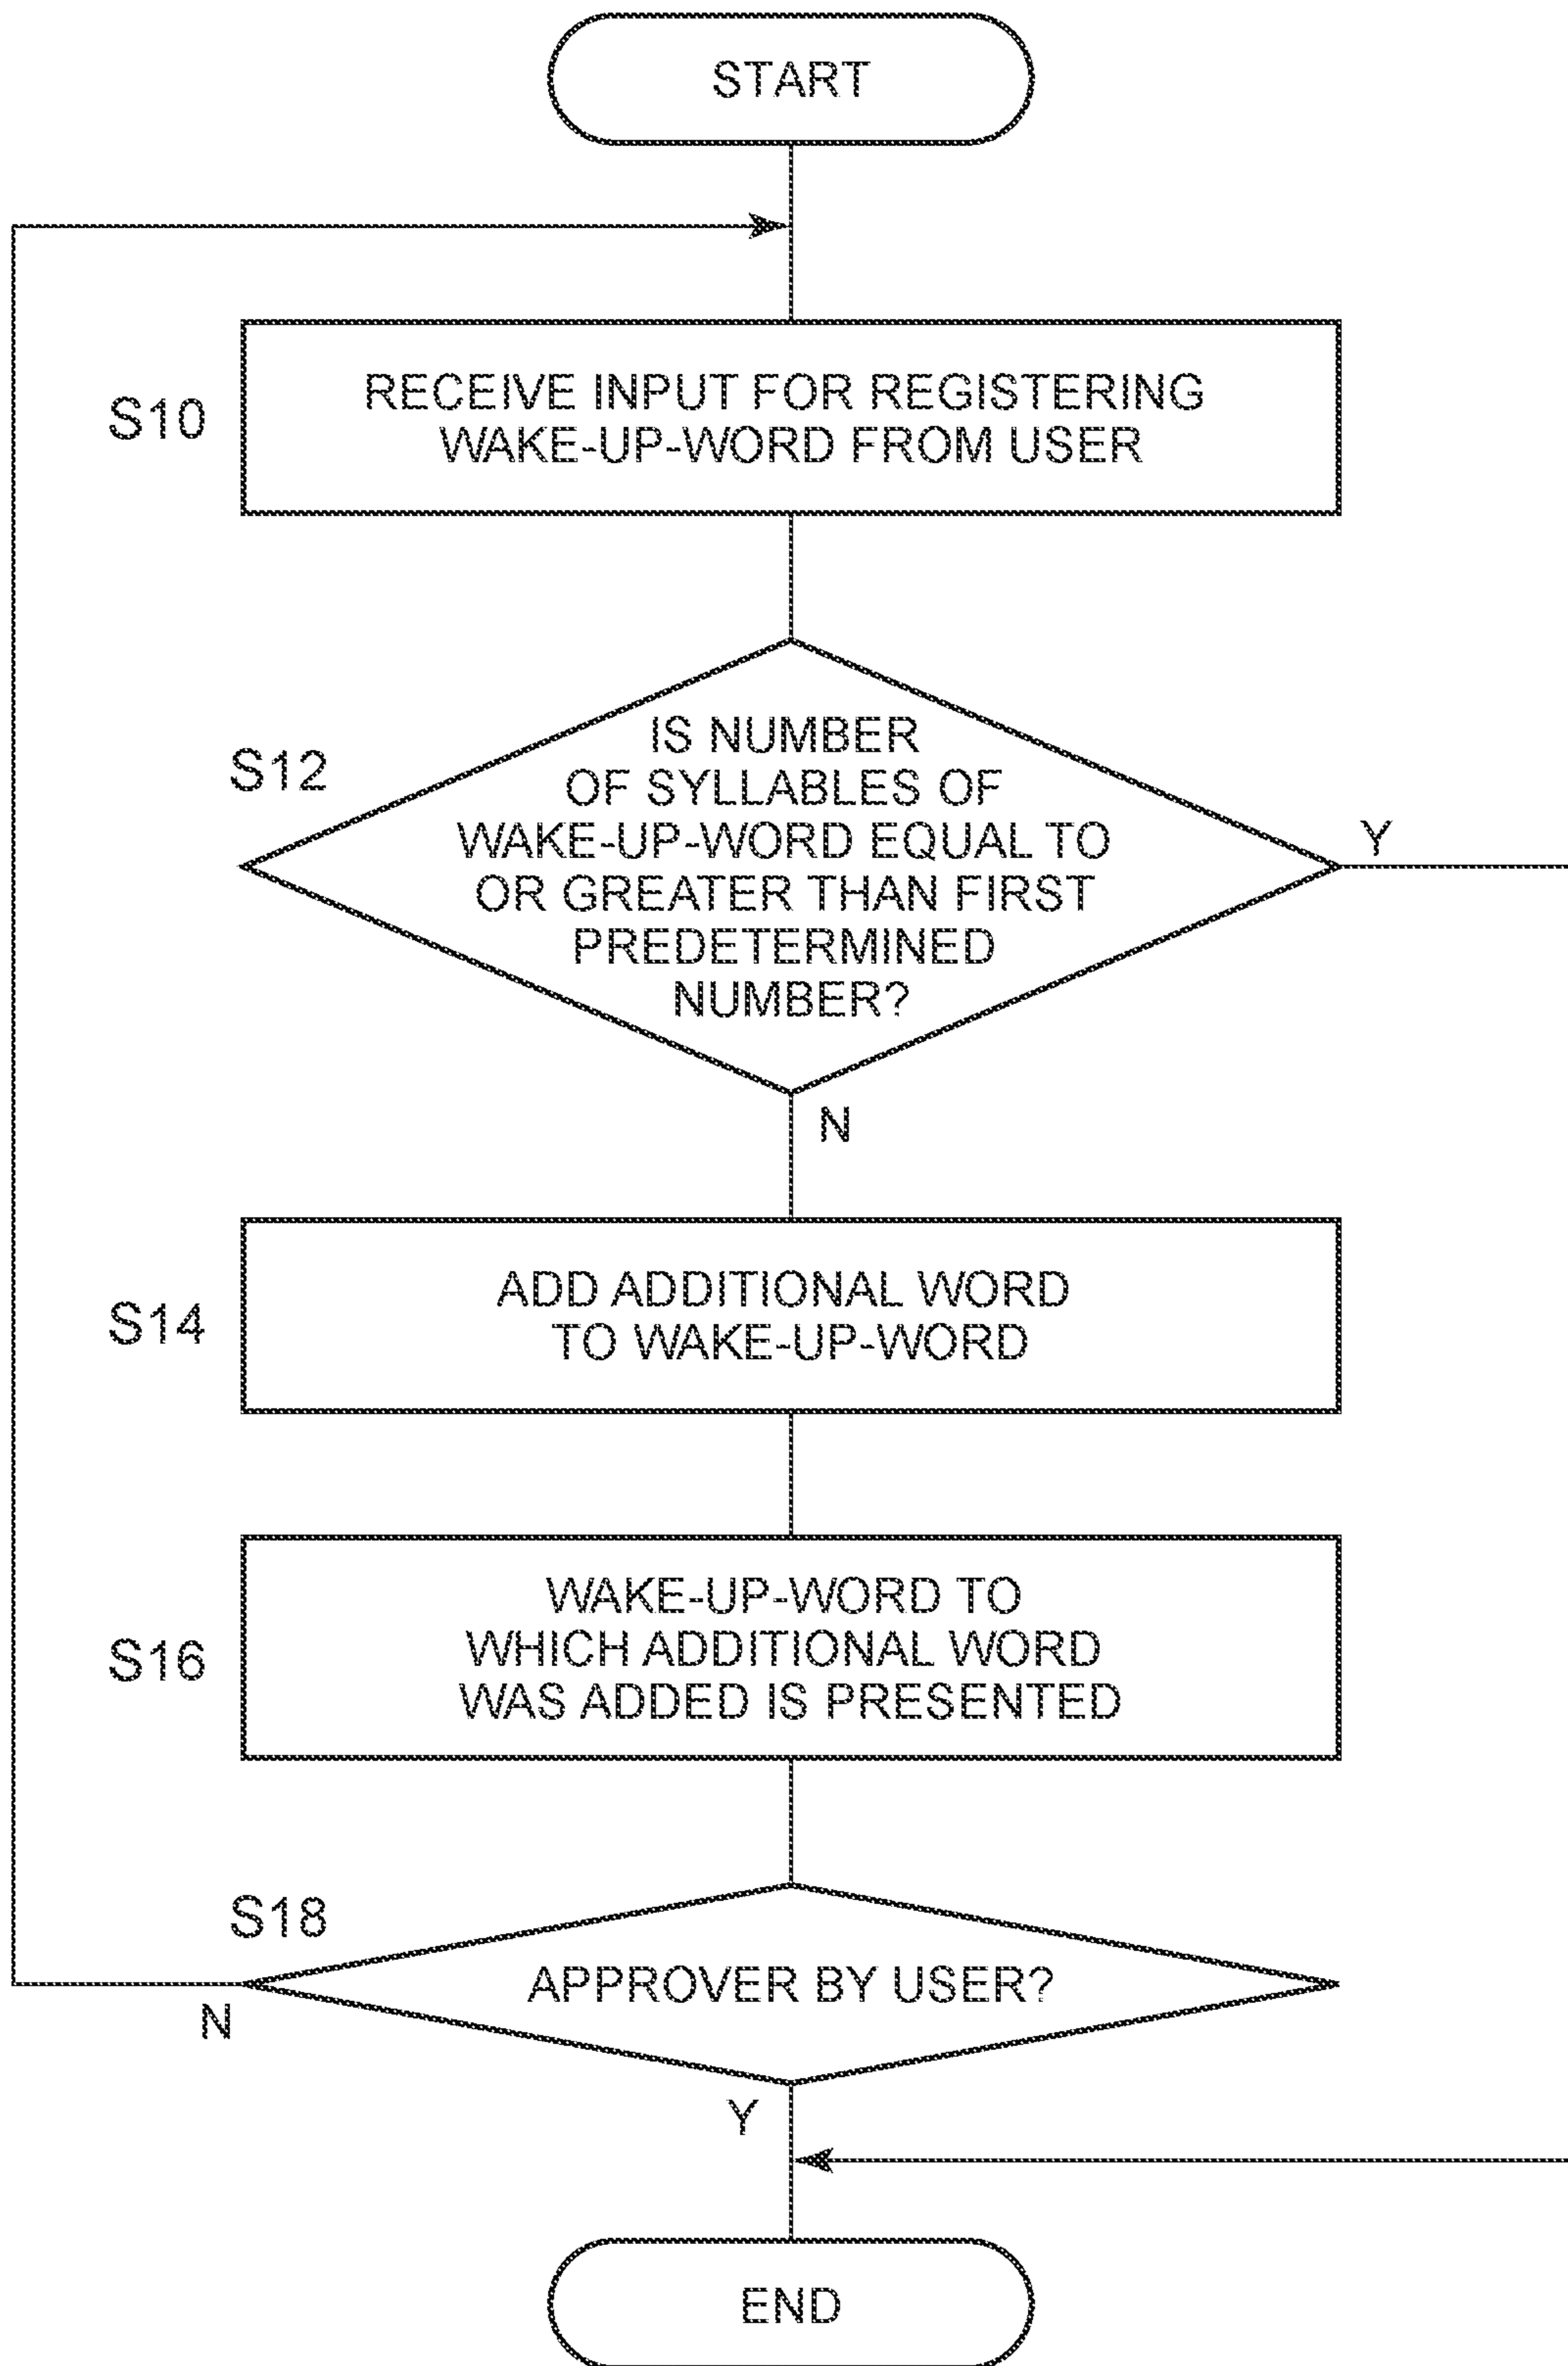 START
S10
RECEIVE INPUT FOR REGISTERING
WAKE-UP-WORD FROM USER
S12
IS NUMBER
OF SYLLABLES OF
WAKE-UP-WORD EQUAL TO
OR GREATER THAN FIRST
PREDETERMINED
NUMBER?
Y
N
S14
ADD ADDITIONAL WORD
TO WAKE-UP-WORD
S16
WAKE-UP-WORD TO
WHICH ADDITIONAL WORD
WAS ADDED IS PRESENTED
S18
APPROVER BY USER?
N
Y
END